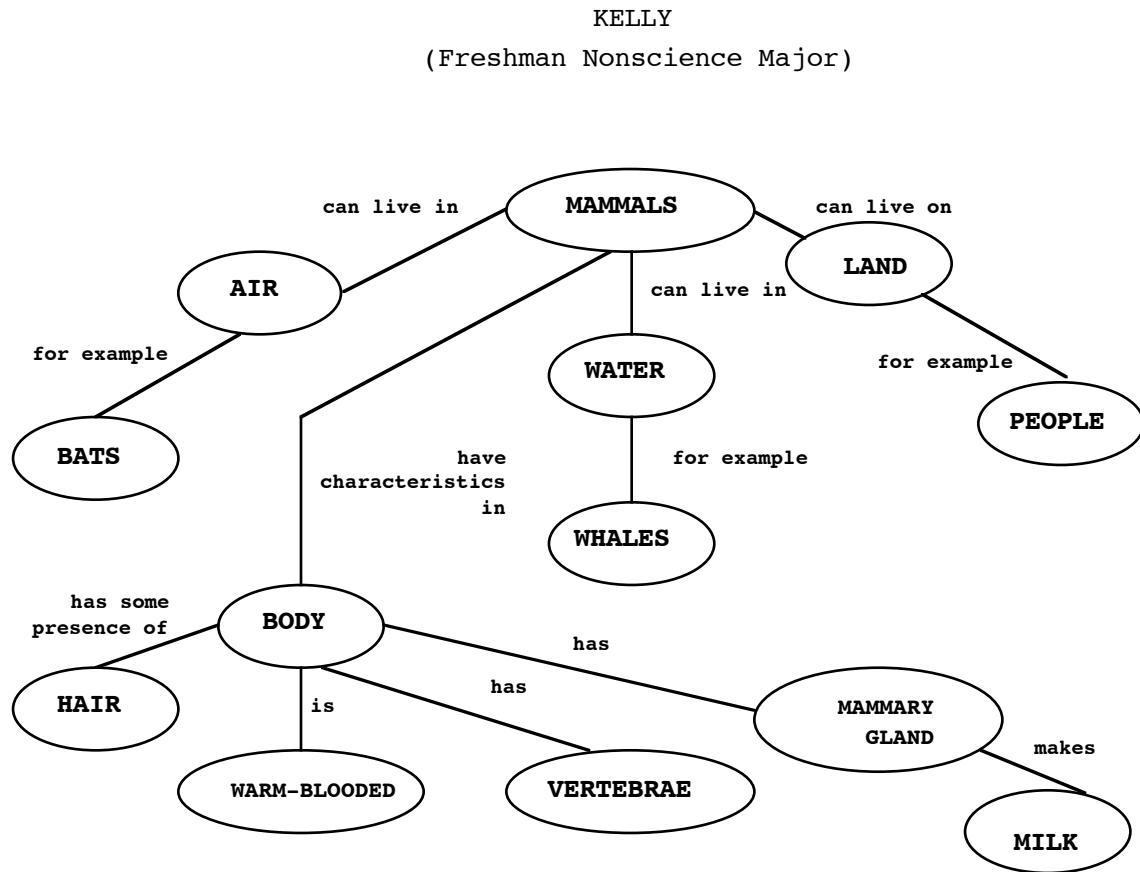 KELLY
(Freshman Nonscience Major)
MAMMALS
can live in
can live on
LAND
AIR
can live in
for example
WATER
for example
PEOPLE
BATS
have
characteristics
in
for example
WHALES
has some
presence of
BODY
has
has
HAIR
is
MAMMARY
GLAND
makes
WARM-BLOODED
VERTEBRAE
MILK